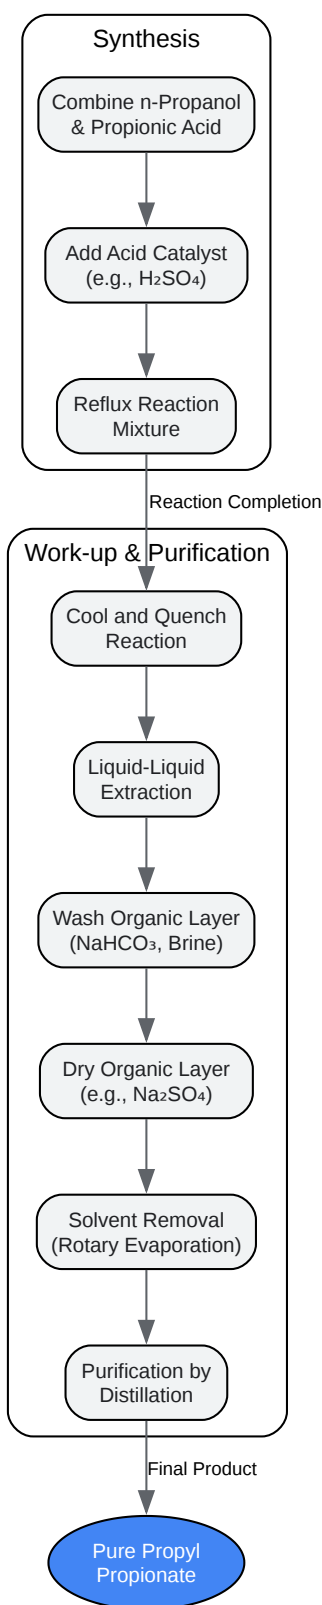 Synthesis
Combine n-Propanol
& Propionic Acid
Add Acid Catalyst
(e.g., H₂SO₄)
Reflux Reaction
Mixture
Reaction Completion
Work-up & Purification
Cool and Quench
Reaction
Liquid-Liquid
Extraction
Wash Organic Layer
(NaHCO₃, Brine)
Dry Organic Layer
(e.g., Na₂SO₄)
Solvent Removal
(Rotary Evaporation)
Purification by
Distillation
Final Product
Pure Propyl
Propionate